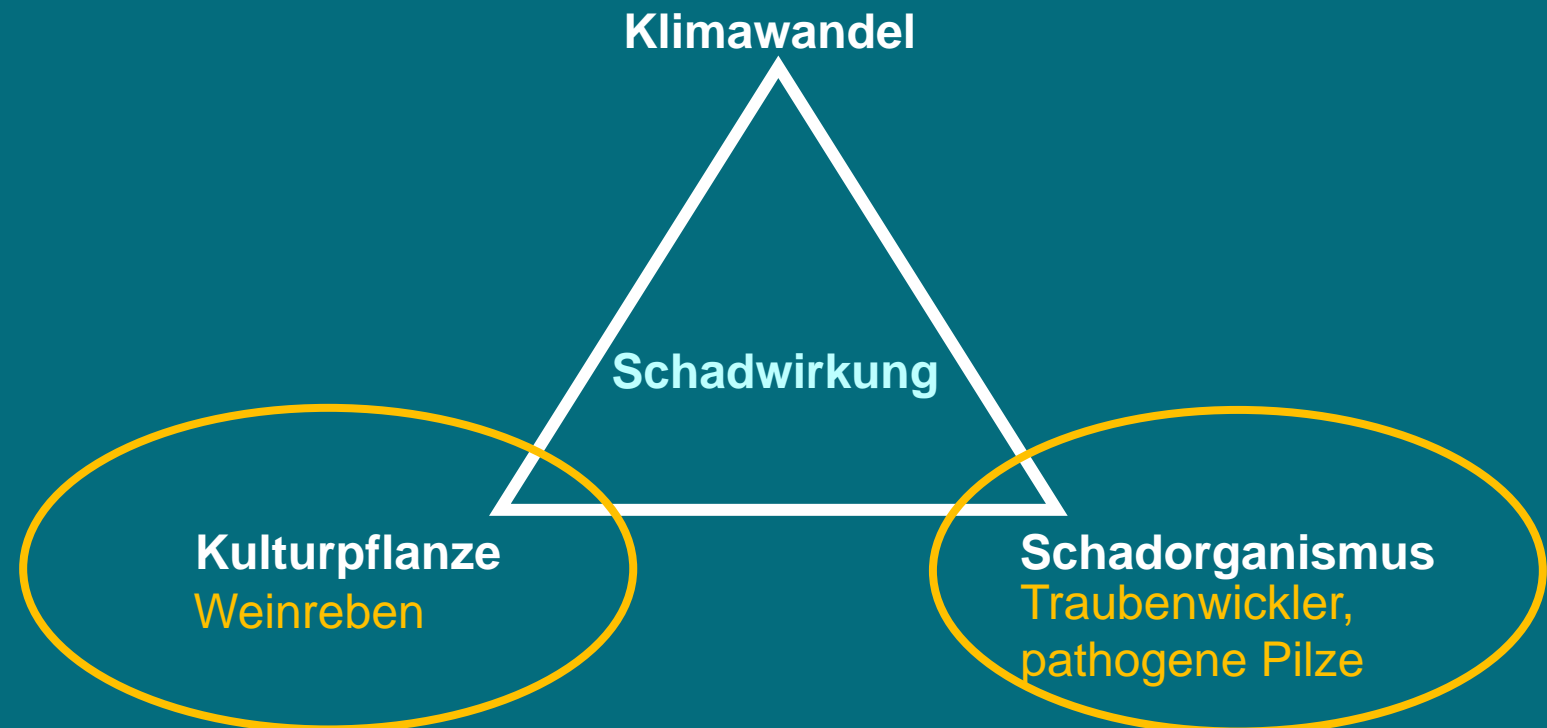 Klimawandel
Schadwirkung
Kulturpflanze
Weinreben
Schadorganismus
Traubenwickler,
pathogene Pilze